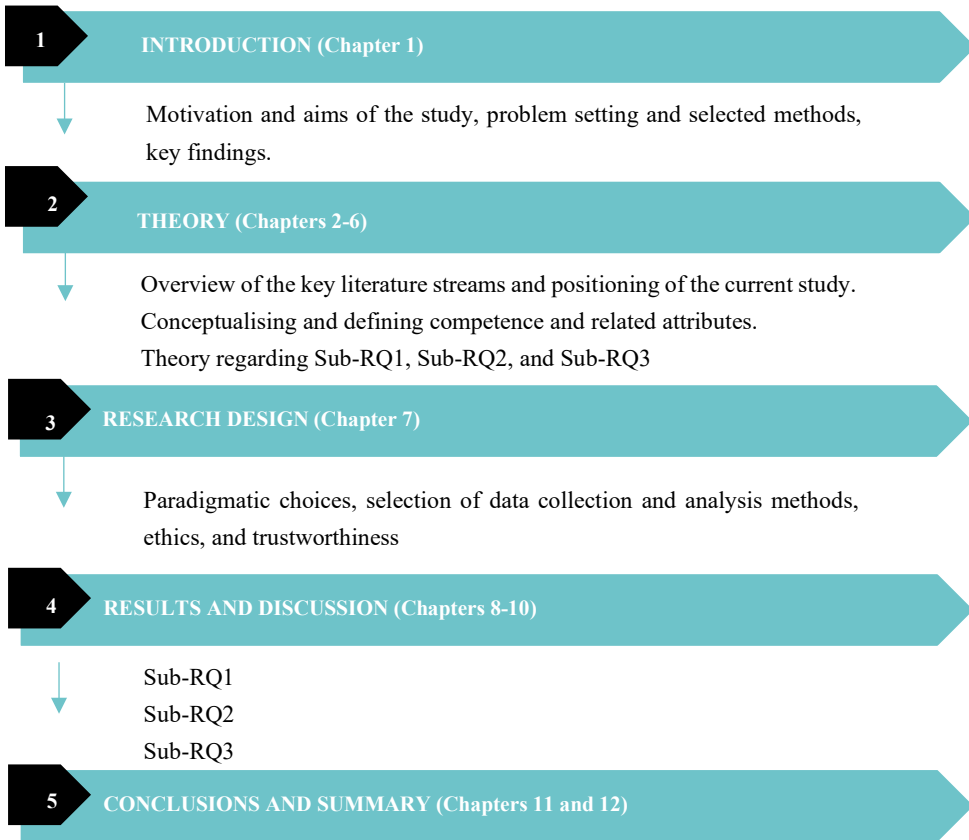 1
INTRODUCTION (Chapter 1)
Motivation and aims of the study, problem setting and selected methods,
key findings.
2
THEORY (Chapters 2-6)
Overview of the key literature streams and positioning of the current study.
Conceptualising and defining competence and related attributes.
Theory regarding Sub-RQ1, Sub-RQ2, and Sub-RQ3
3
RESEARCH DESIGN (Chapter 7)
Paradigmatic choices, selection of data collection and analysis methods,
ethics, and trustworthiness
4
RESULTS AND DISCUSSION (Chapters 8-10)
Sub-RQ1
Sub-RQ2
Sub-RQ3
5
CONCLUSIONS AND SUMMARY (Chapters 11 and 12)